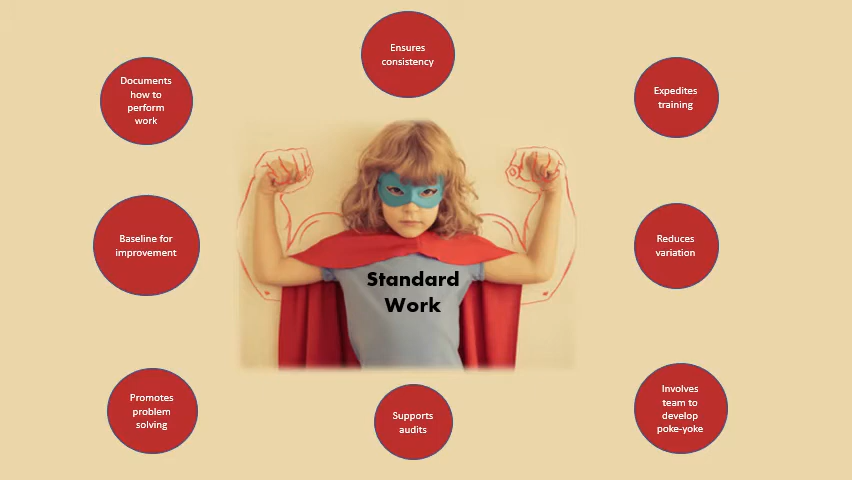 Ensures
consistency
Documents
how to
perform
work
Expedites
training
Baseline for
improvement
Reduces
variation
Standard
Work
Promotes
problem
solving
Supports
audits
Involves
team to
develop
poke-yoke